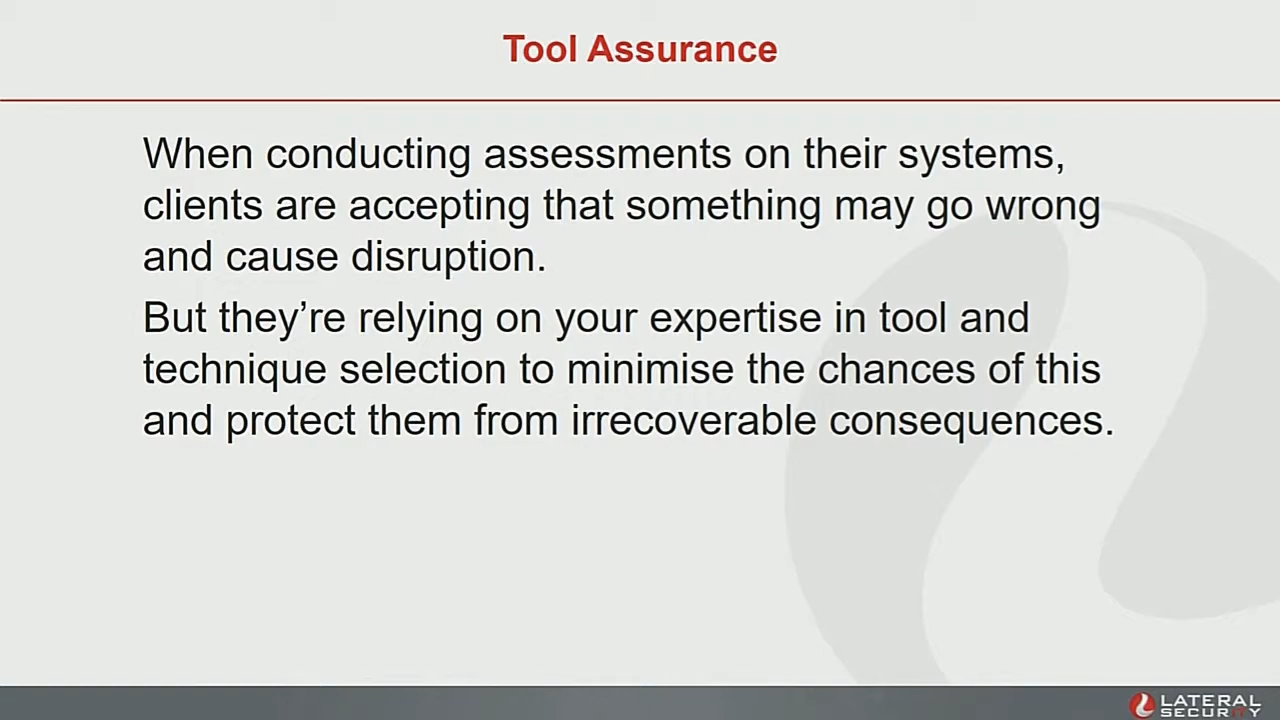 Tool Assurance
When conducting assessments on their systems,
clients are accepting that something may go wrong
and cause disruption.
But they’re relying on your expertise in tool and
technique selection to minimise the chances of this
and protect them from irrecoverable consequences.
LATERAL
SECURITY